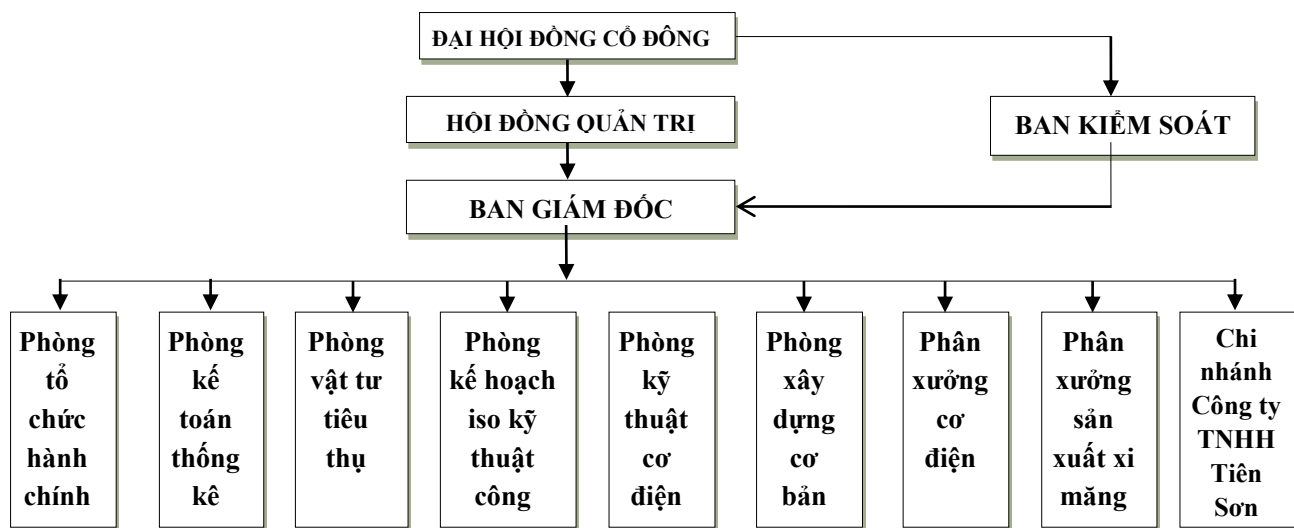 ĐẠI HỘI ĐỒNG CỔ ĐÔNG
HỘI ĐỒNG QUẢN TRỊ
BAN KIỂM SOÁT
BAN GIÁM ĐỐC
Phòng
tổ
chức
hành
chính
Phòng
kế
toán
thống
kê
Phòng
vật tư
tiêu
thụ
Phòng
kế hoạch
iso kỹ
thuật
công
Phòng
kỹ
thuật
cơ
điện
Phòng
xây
dựng
cơ
bản
Phân
xưởng
cơ
điện
Phân
xưởng
sản
xuất xi
măng
Chi
nhánh
Công ty
TNHH
Tiên
Sơn